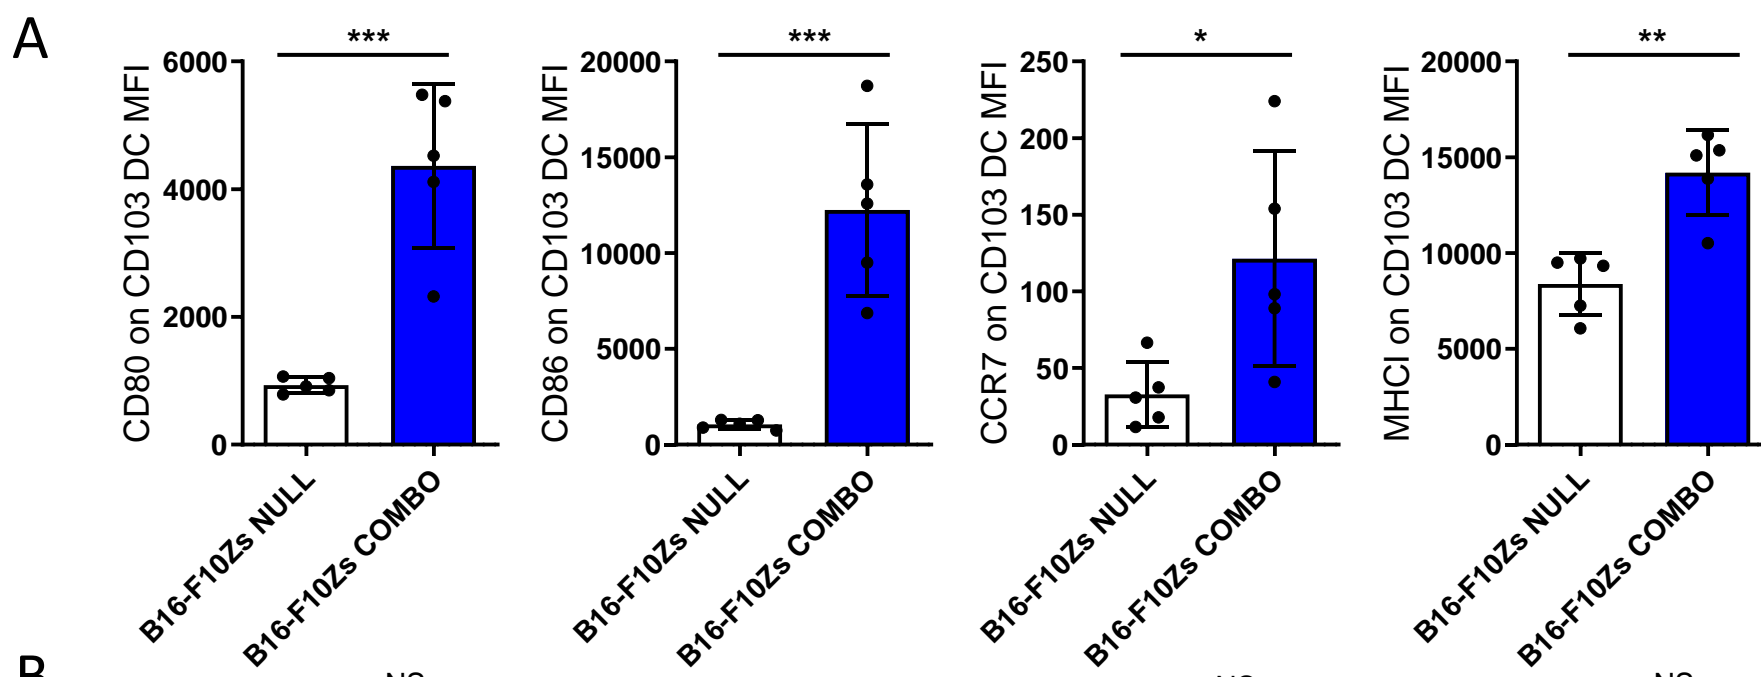 A
***
***
*
**
CD80 on CD103 DC MFI
6000
4000
2000
0
B16-F10Zs NULL
B16-F10Zs COMBO
CD86 on CD103 DC MFI
20000
15000
10000
5000
0
B16-F10Zs NULL
B16-F10Zs COMBO
CCR7 on CD103 DC MFI
250
200
150
100
50
0
B16-F10Zs NULL
B16-F10Zs COMBO
MHCI on CD103 DC MFI
20000
15000
10000
5000
0
B16-F10Zs NULL
B16-F10Zs COMBO
B
NS
NS
NS